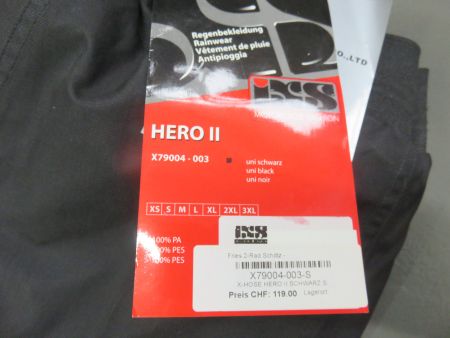 Regenbekleidung
Rainwear
Vêtement de pluie
Antipioggia
CO.,LTD
iXS
HERO II
X79004 - 003
uni schwarz
uni black
uni noir
XS S M L XL 2XL 3XL
100% PA
100% PES
100% PES
iXS
X79004-003-S
X-HOSE HERO II SCHWARZ S
Preis CHF: 119.00 Lagerort